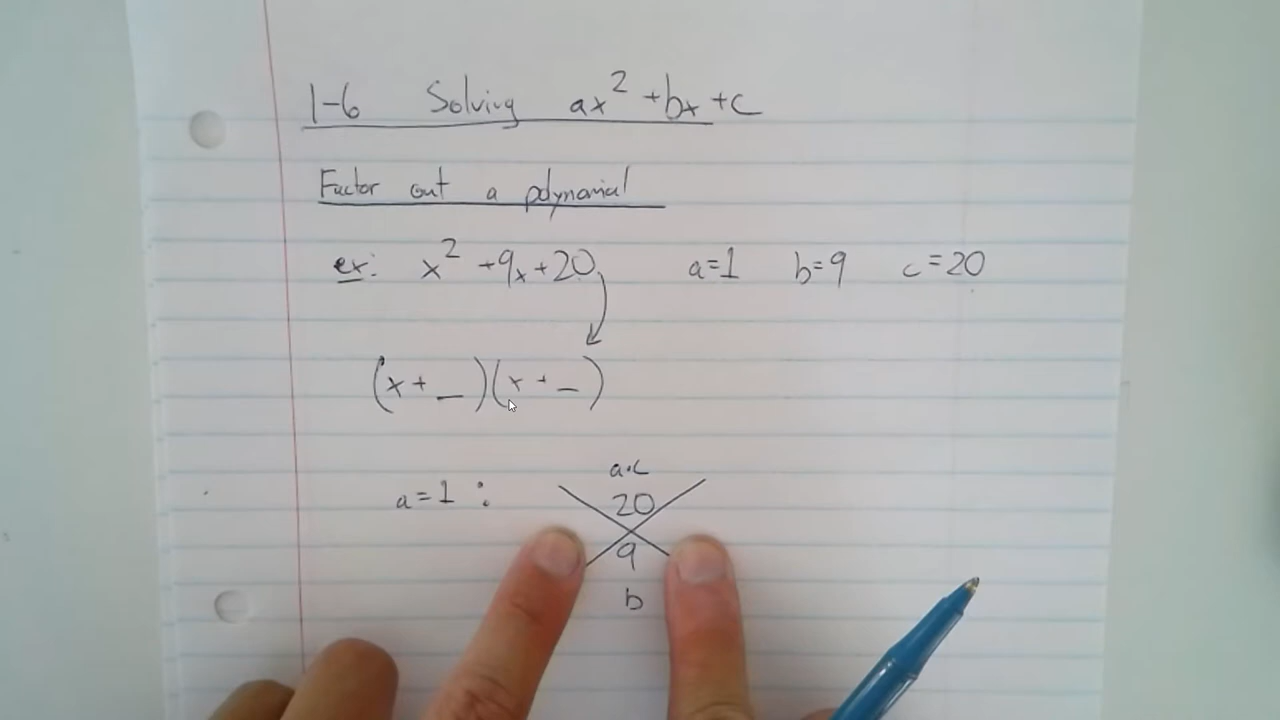 1-6 Solving ax² +bx +c
Factor out a polynomial
ex: x² +9x+20 a=1 b=9 c=20
(x + _)(x + _)
a·c
a=1 : 20
9
b